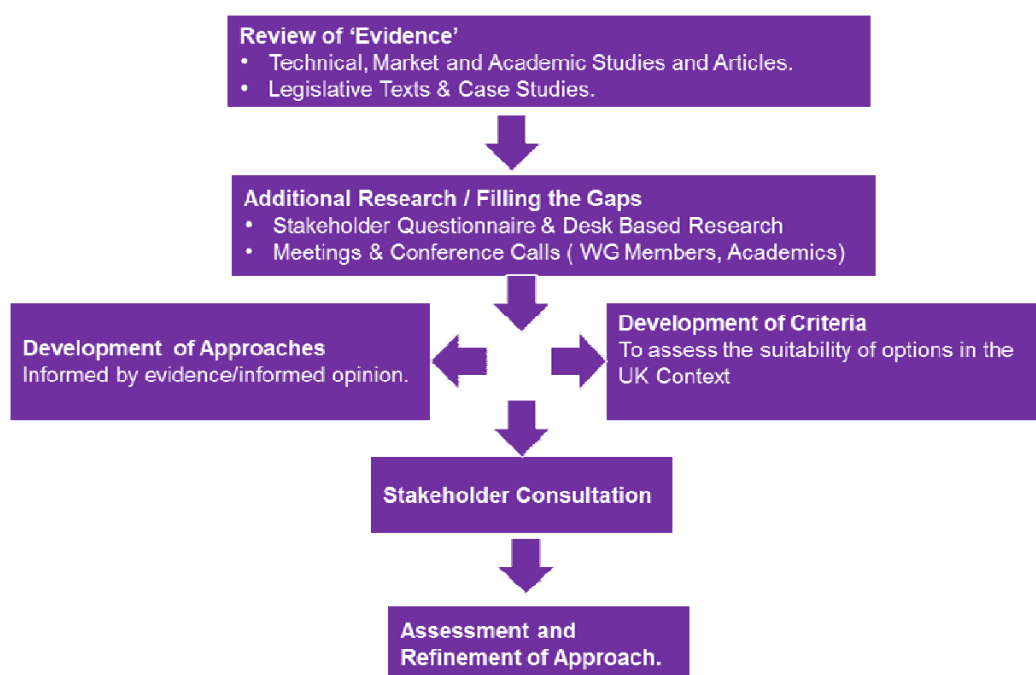 Review of ‘Evidence’
• Technical, Market and Academic Studies and Articles.
• Legislative Texts & Case Studies.
Additional Research / Filling the Gaps
• Stakeholder Questionnaire & Desk Based Research
• Meetings & Conference Calls ( WG Members, Academics)
Development of Approaches
Informed by evidence/informed opinion.
Development of Criteria
To assess the suitability of options in the
UK Context
Stakeholder Consultation
Assessment and
Refinement of Approach.